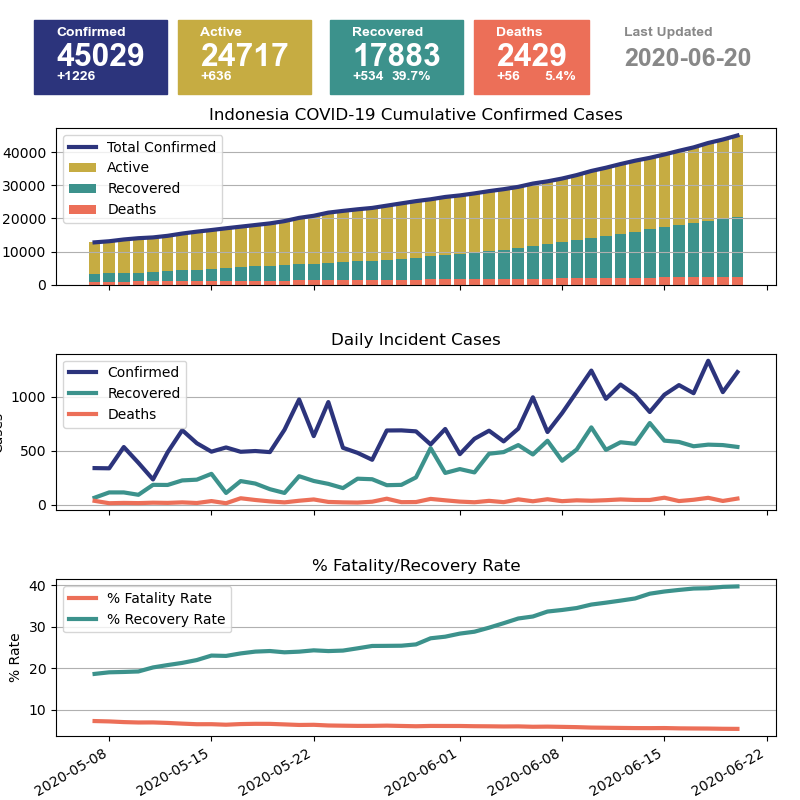 Confirmed
45029
+1226
Active
24717
+636
Recovered
17883
+534 39.7%
Deaths
2429
+56 5.4%
Last Updated
2020-06-20
Indonesia COVID-19 Cumulative Confirmed Cases
Total Confirmed
Active
Recovered
Deaths
40000
30000
20000
10000
0
Daily Incident Cases
Confirmed
Recovered
Deaths
1000
500
0
% Fatality/Recovery Rate
% Fatality Rate
% Recovery Rate
% Rate
40
30
20
10
2020-05-08
2020-05-15
2020-05-22
2020-06-01
2020-06-08
2020-06-15
2020-06-22